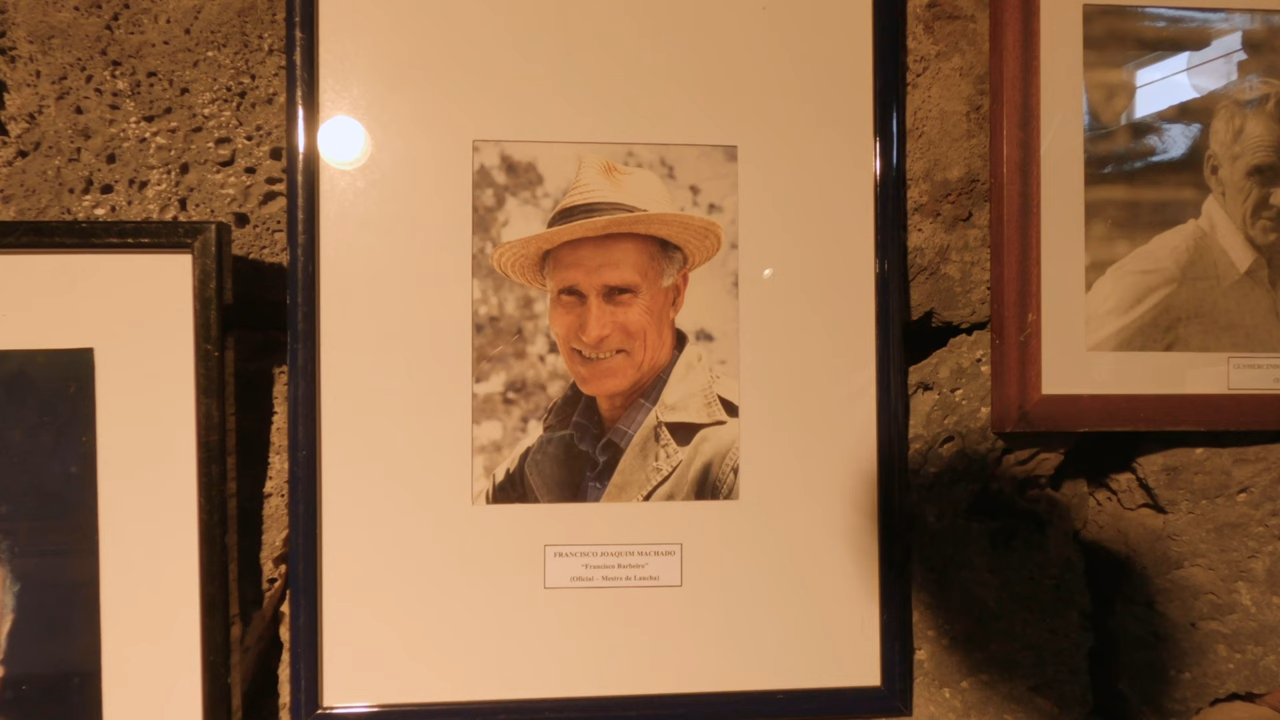 FRANCISCO JOAQUIM MACHADO
"Francisco Barbeiro"
(Oficial – Mestre de Lancha)